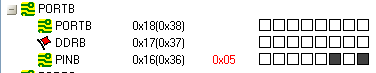 PORTB
PORTB 0x18(0x38)
DDRB 0x17(0x37)
PINB 0x16(0x36) 0x05